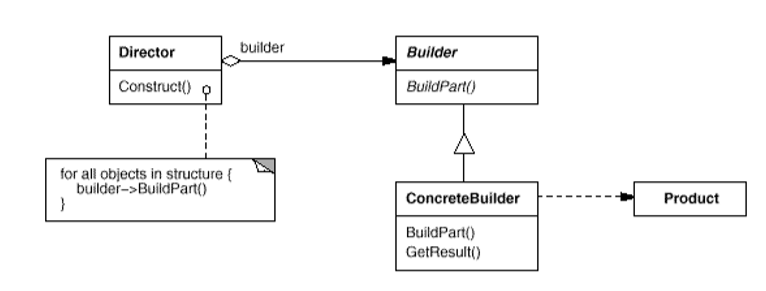 Director
builder
Builder
Construct()
BuildPart()
for all objects in structure {
builder->BuildPart()
}
ConcreteBuilder
Product
BuildPart()
GetResult()